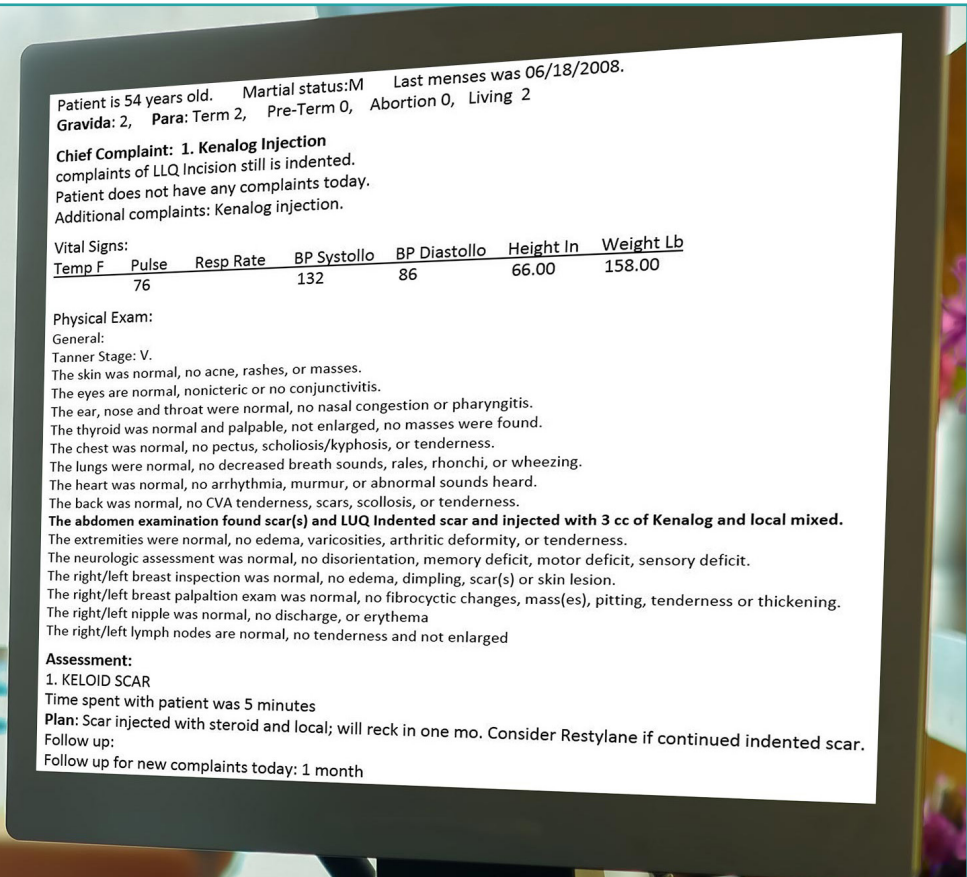 Patient is 54 years old. Martial status:M Last menses was 06/18/2008.
Gravida: 2, Para: Term 2, Pre-Term 0, Abortion 0, Living 2
Chief Complaint: 1. Kenalog Injection
complaints of LLQ Incision still is indented.
Patient does not have any complaints today.
Additional complaints: Kenalog injection.
Vital Signs:
Temp F Pulse Resp Rate BP Systollo BP Diastollo Height In Weight Lb
76 132 86 66.00 158.00
Physical Exam:
General:
Tanner Stage: V.
The skin was normal, no acne, rashes, or masses.
The eyes are normal, nonicteric or no conjunctivitis.
The ear, nose and throat were normal, no nasal congestion or pharyngitis.
The thyroid was normal and palpable, not enlarged, no masses were found.
The chest was normal, no pectus, scholiosis/kyphosis, or tenderness.
The lungs were normal, no decreased breath sounds, rales, rhonchi, or wheezing.
The heart was normal, no arrhythmia, murmur, or abnormal sounds heard.
The back was normal, no CVA tenderness, scars, scollosis, or tenderness.
The abdomen examination found scar(s) and LUQ Indented scar and injected with 3 cc of Kenalog and local mixed.
The extremities were normal, no edema, varicosities, arthritic deformity, or tenderness.
The neurologic assessment was normal, no disorientation, memory deficit, motor deficit, sensory deficit.
The right/left breast inspection was normal, no edema, dimpling, scar(s) or skin lesion.
The right/left breast palpaltion exam was normal, no fibrocyctic changes, mass(es), pitting, tenderness or thickening.
The right/left nipple was normal, no discharge, or erythema
The right/left lymph nodes are normal, no tenderness and not enlarged
Assessment:
1. KELOID SCAR
Time spent with patient was 5 minutes
Plan: Scar injected with steroid and local; will reck in one mo. Consider Restylane if continued indented scar.
Follow up:
Follow up for new complaints today: 1 month